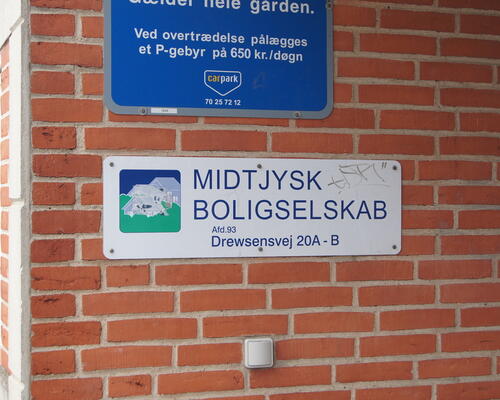 Gælder hele gården.
Ved overtrædelse pålægges
et P-gebyr på 650 kr./døgn
carpark
70 25 72 12
MIDTJYSK
BOLIGSELSKAB
Afd.93
Drewsensvej 20A - B